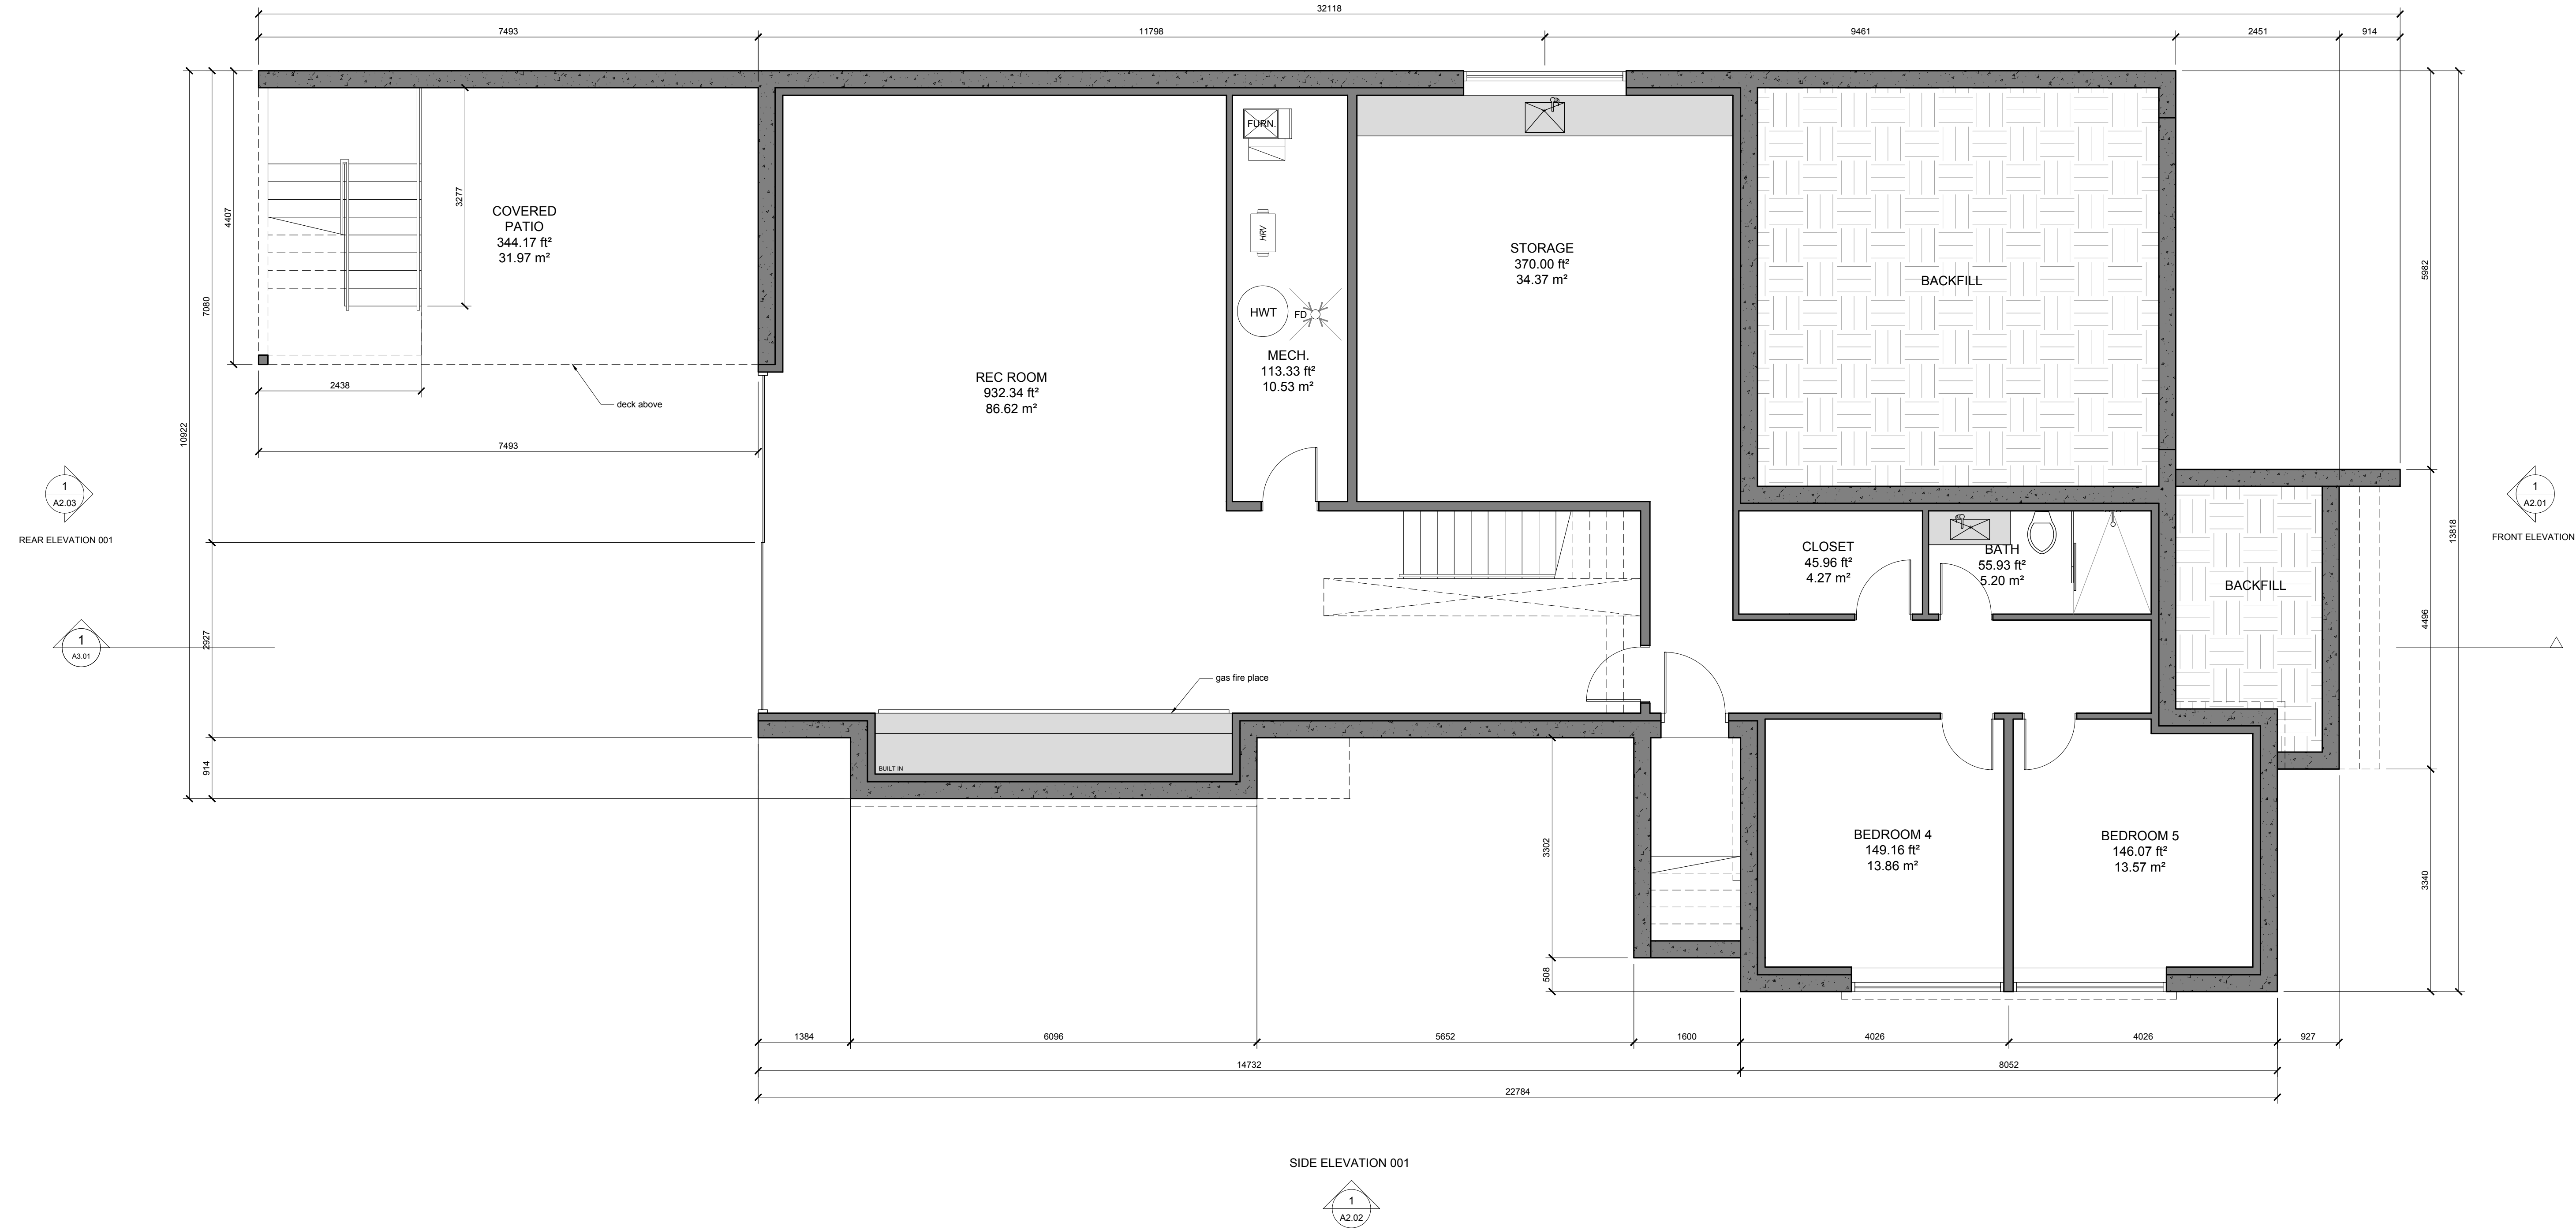 32118
7493
11798
9461
2451
914
10922
7080
2927
914
4407
3277
COVERED
PATIO
344.17 ft²
31.97 m²
2438
deck above
7493
REC ROOM
932.34 ft²
86.62 m²
FURN.
HRV
HWT
FD
MECH.
113.33 ft²
10.53 m²
STORAGE
370.00 ft²
34.37 m²
BACKFILL
5982
13818
4496
3340
1
A2.03
REAR ELEVATION 001
1
A3.01
1
A2.01
FRONT ELEVATION
CLOSET
45.96 ft²
4.27 m²
BATH
55.93 ft²
5.20 m²
BACKFILL
gas fire place
BUILT IN
BEDROOM 4
149.16 ft²
13.86 m²
BEDROOM 5
146.07 ft²
13.57 m²
3302
508
1384
6096
5652
1600
4026
4026
927
14732
8052
22784
SIDE ELEVATION 001
1
A2.02